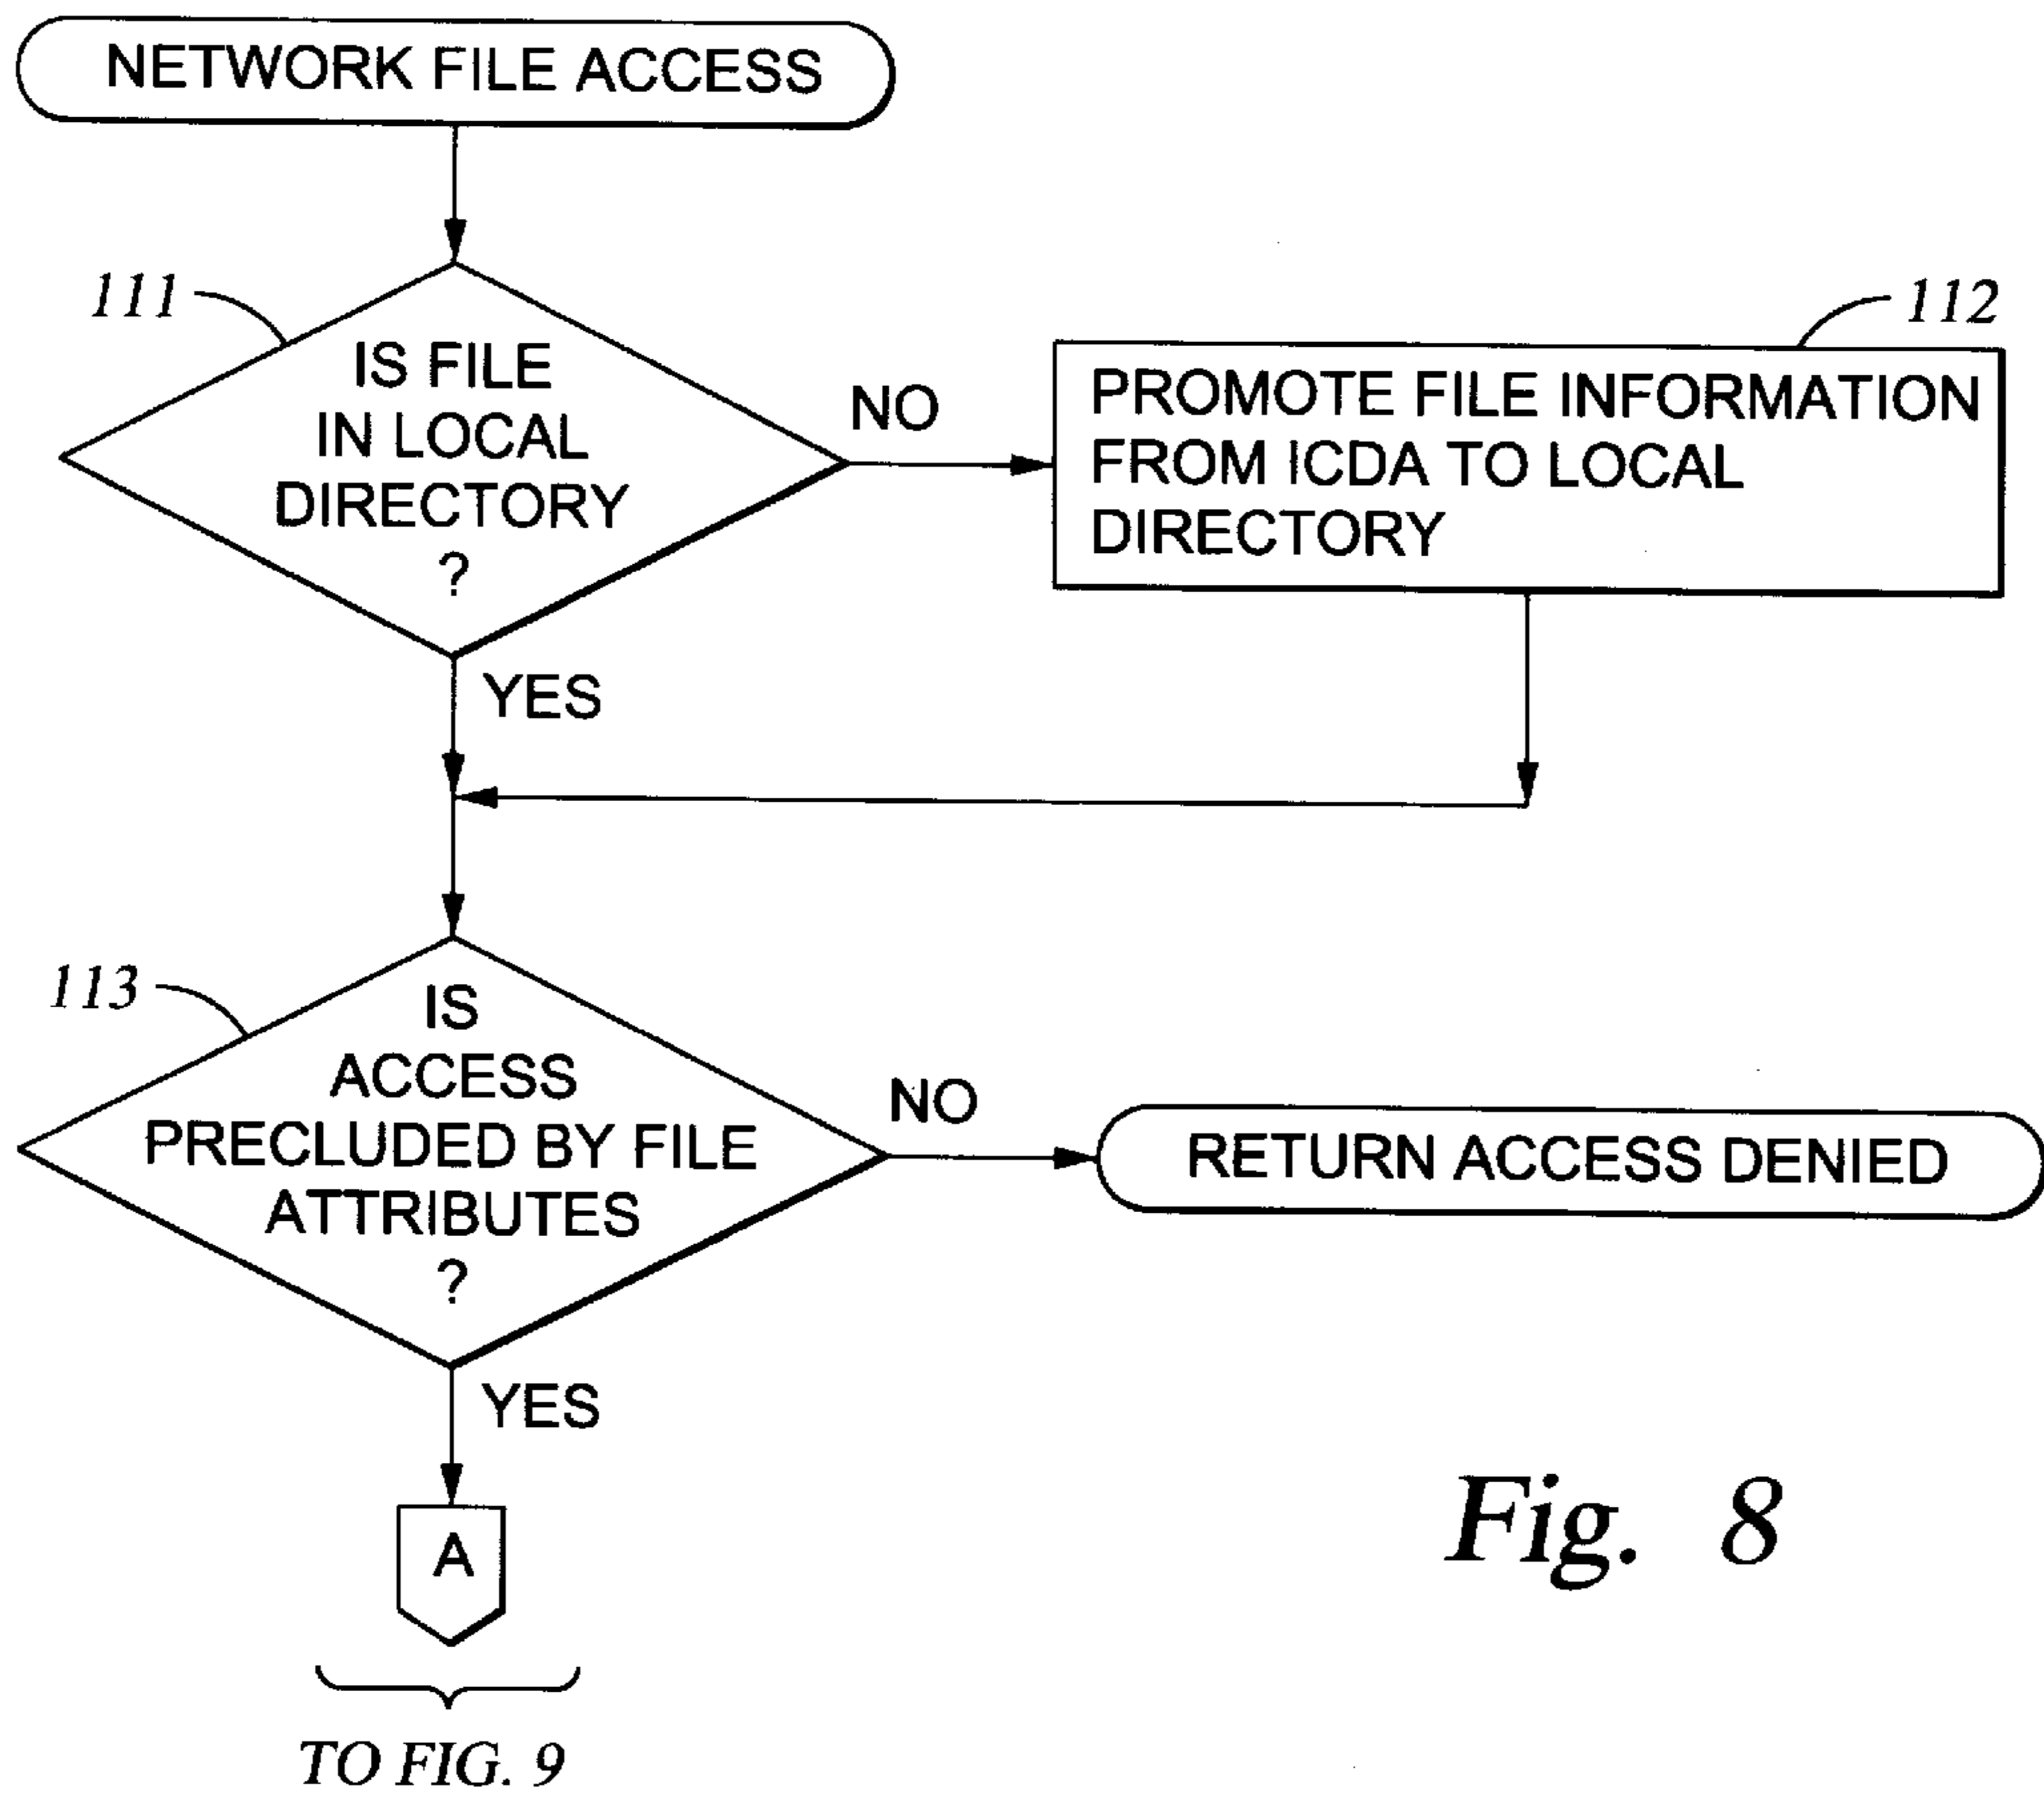 NETWORK FILE ACCESS
111
IS FILE
IN LOCAL
DIRECTORY
?
NO
112
PROMOTE FILE INFORMATION
FROM ICDA TO LOCAL
DIRECTORY
YES
113
IS
ACCESS
PRECLUDED BY FILE
ATTRIBUTES
?
NO
RETURN ACCESS DENIED
YES
A
TO FIG. 9
Fig. 8